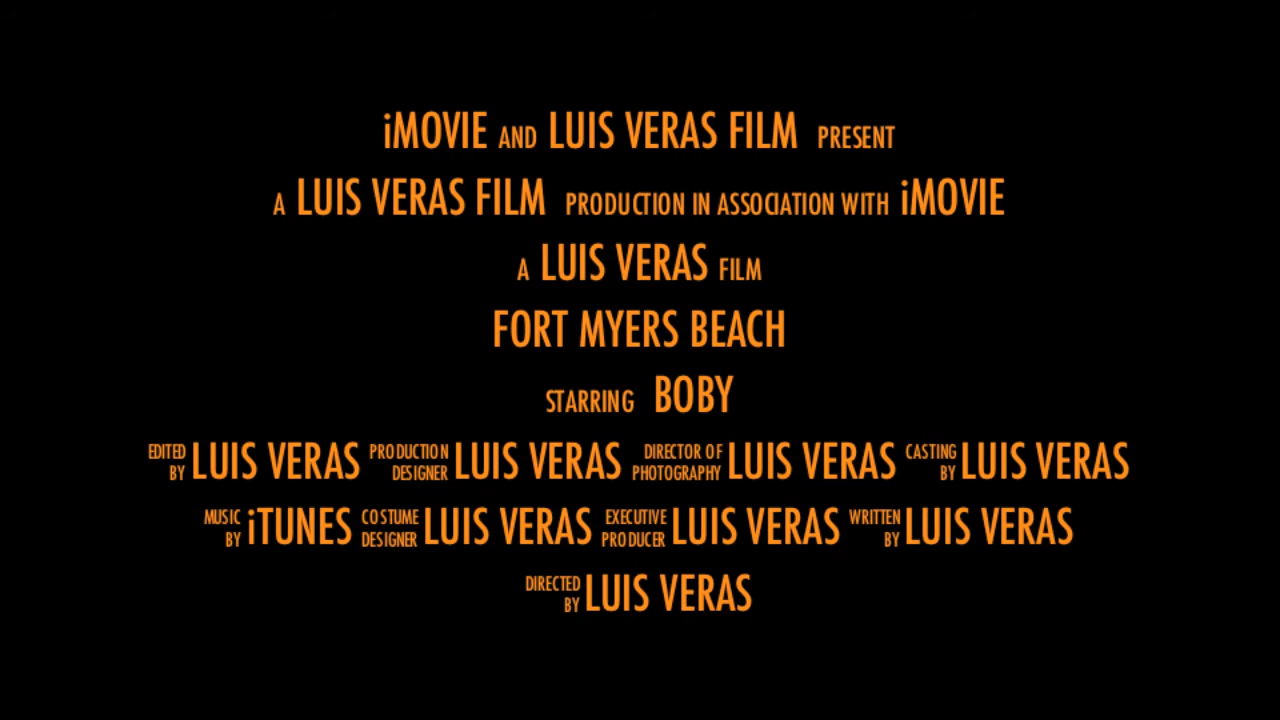 iMOVIE AND LUIS VERAS FILM PRESENT
A LUIS VERAS FILM PRODUCTION IN ASSOCIATION WITH iMOVIE
A LUIS VERAS FILM
FORT MYERS BEACH
STARRING BOBY
EDITED BY LUIS VERAS PRODUCTION DESIGNER LUIS VERAS DIRECTOR OF PHOTOGRAPHY LUIS VERAS CASTING BY LUIS VERAS
MUSIC BY iTUNES COSTUME DESIGNER LUIS VERAS EXECUTIVE PRODUCER LUIS VERAS WRITTEN BY LUIS VERAS
DIRECTED BY LUIS VERAS